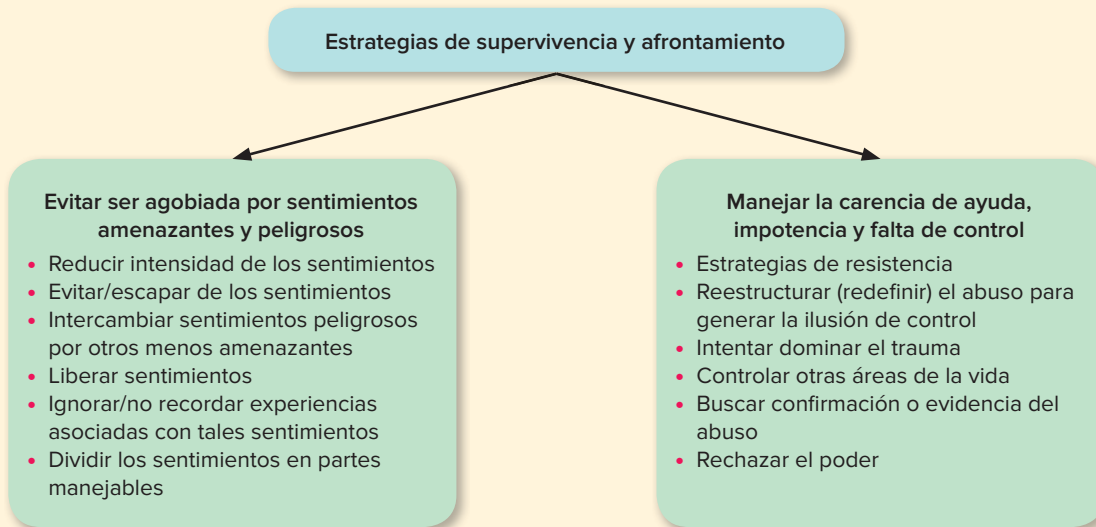 Estrategias de supervivencia y afrontamiento
Evitar ser agobiada por sentimientos
amenazantes y peligrosos
• Reducir intensidad de los sentimientos
• Evitar/escapar de los sentimientos
• Intercambiar sentimientos peligrosos
por otros menos amenazantes
• Liberar sentimientos
• Ignorar/no recordar experiencias
asociadas con tales sentimientos
• Dividir los sentimientos en partes
manejables
Manejar la carencia de ayuda,
impotencia y falta de control
• Estrategias de resistencia
• Reestructurar (redefinir) el abuso para
generar la ilusión de control
• Intentar dominar el trauma
• Controlar otras áreas de la vida
• Buscar confirmación o evidencia del
abuso
• Rechazar el poder